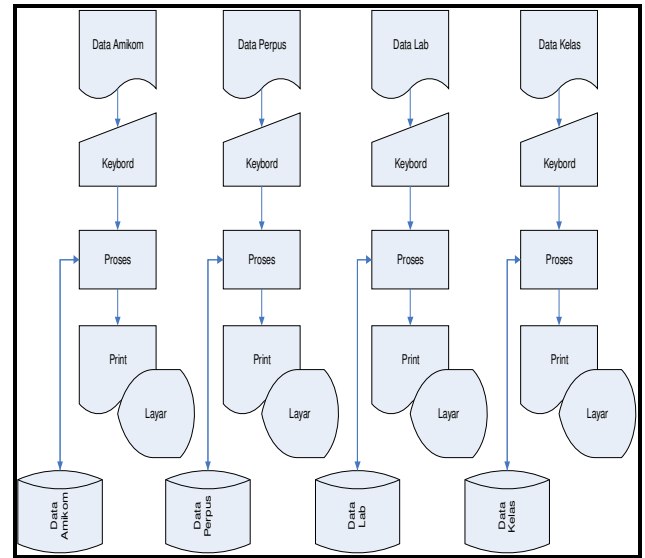 Data Amikom
Data Perpus
Data Lab
Data Kelas
Keybord
Keybord
Keybord
Keybord
Proses
Proses
Proses
Proses
Print
Print
Print
Print
Layar
Layar
Layar
Layar
Data
Amikom
Data
Perpus
Data
Lab
Data
Kelas